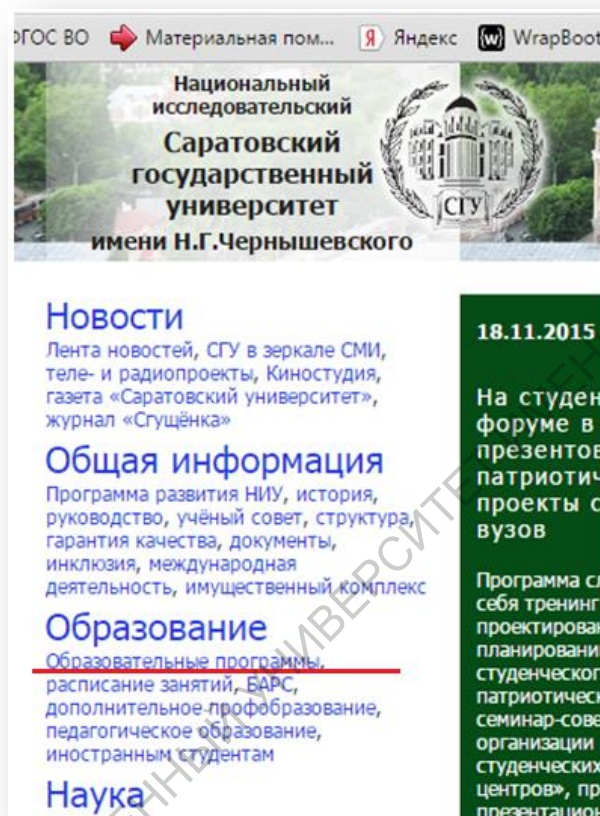 ФГОС ВО Материальная пом... Я Яндекс {w} WrapBoot
Национальный
исследовательский
Саратовский
государственный
университет
имени Н.Г.Чернышевского
СГУ
Новости
Лента новостей, СГУ в зеркале СМИ,
теле- и радиопроекты, Киностудия,
газета «Саратовский университет»,
журнал «Сгущёнка»
Общая информация
Программа развития НИУ, история,
руководство, учёный совет, структура,
гарантия качества, документы,
инклюзия, международная
деятельность, имущественный комплекс
Образование
Образовательные программы,
расписание занятий, БАРС,
дополнительное профобразование,
педагогическое образование,
иностранным студентам
Наука
18.11.2015
На студен
форуме в
презентов
патриотич
проекты с
вузов
Программа сл
себя тренинг
проектирован
планировани
студенческог
патриотическ
семинар-сове
организации
студенческих
центров», пр
презентацион